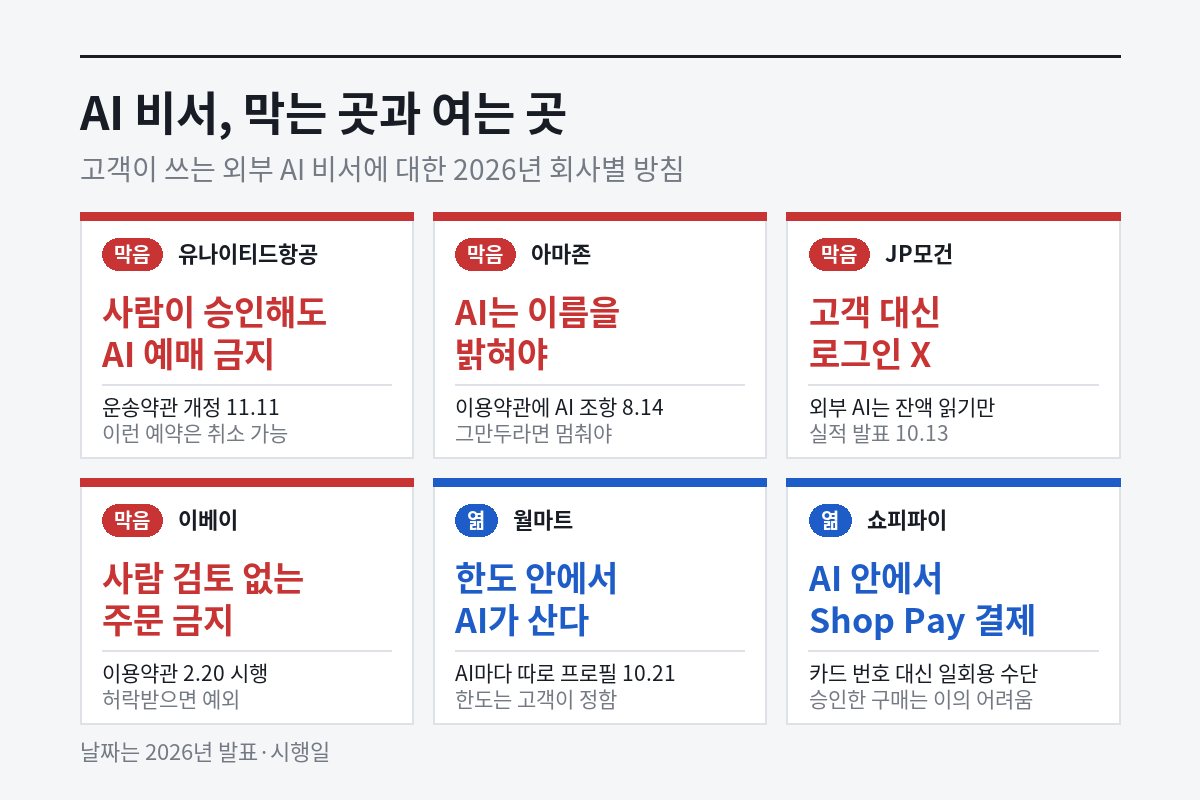 AI 비서, 막는 곳과 여는 곳
고객이 쓰는 외부 AI 비서에 대한 2026년 회사별 방침
막음 유나이티드항공
사람이 승인해도
AI 예매 금지
운송약관 개정 11.11
이런 예약은 취소 가능
막음 아마존
AI는 이름을
밝혀야
이용약관에 AI 조항 8.14
그만두라면 멈춰야
막음 JP모건
고객 대신
로그인 X
외부 AI는 잔액 읽기만
실적 발표 10.13
막음 이베이
사람 검토 없는
주문 금지
이용약관 2.20 시행
허락받으면 예외
엶 월마트
한도 안에서
AI가 산다
AI마다 따로 프로필 10.21
한도는 고객이 정함
엶 쇼피파이
AI 안에서
Shop Pay 결제
카드 번호 대신 일회용 수단
승인한 구매는 이의 어려움
날짜는 2026년 발표·시행일